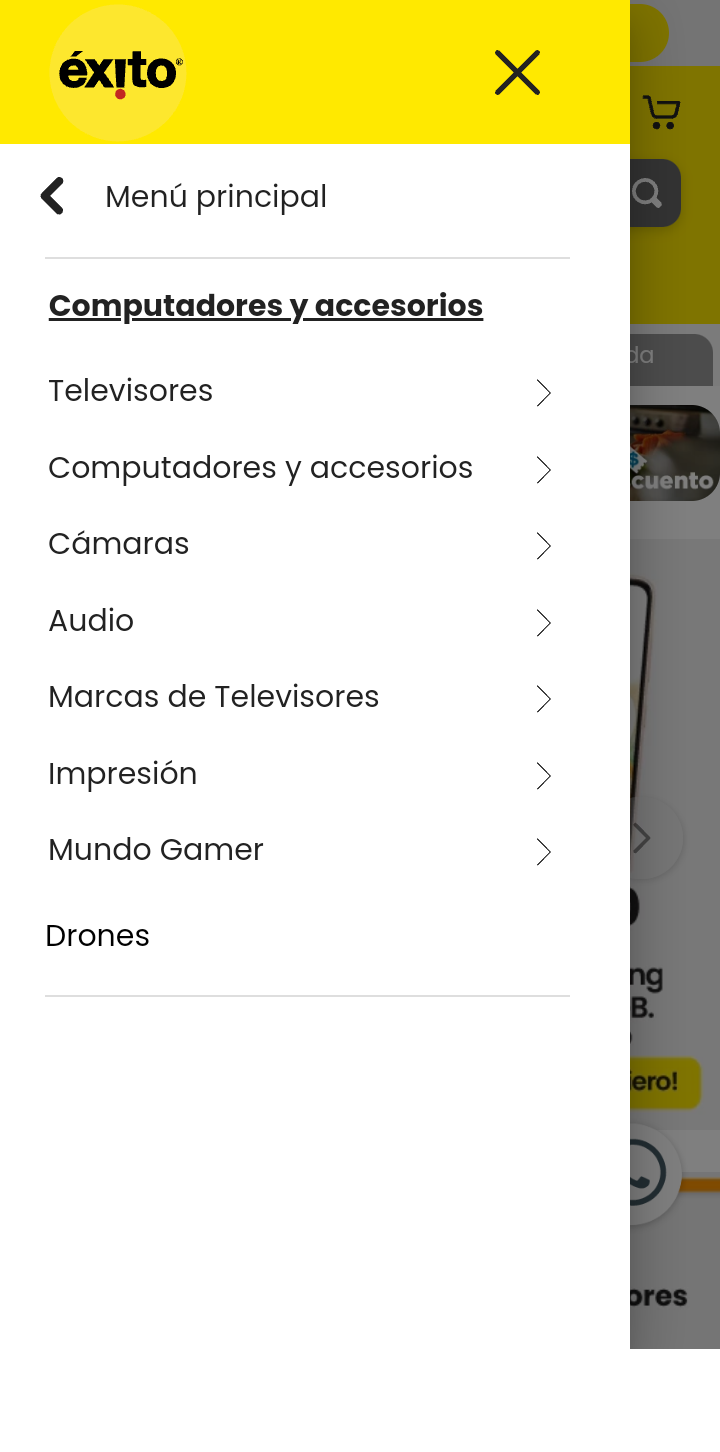 éxito®
Menú principal
Computadores y accesorios
Televisores
Computadores y accesorios
Cámaras
Audio
Marcas de Televisores
Impresión
Mundo Gamer
Drones
da
cuento
ng
B.
iero!
ores